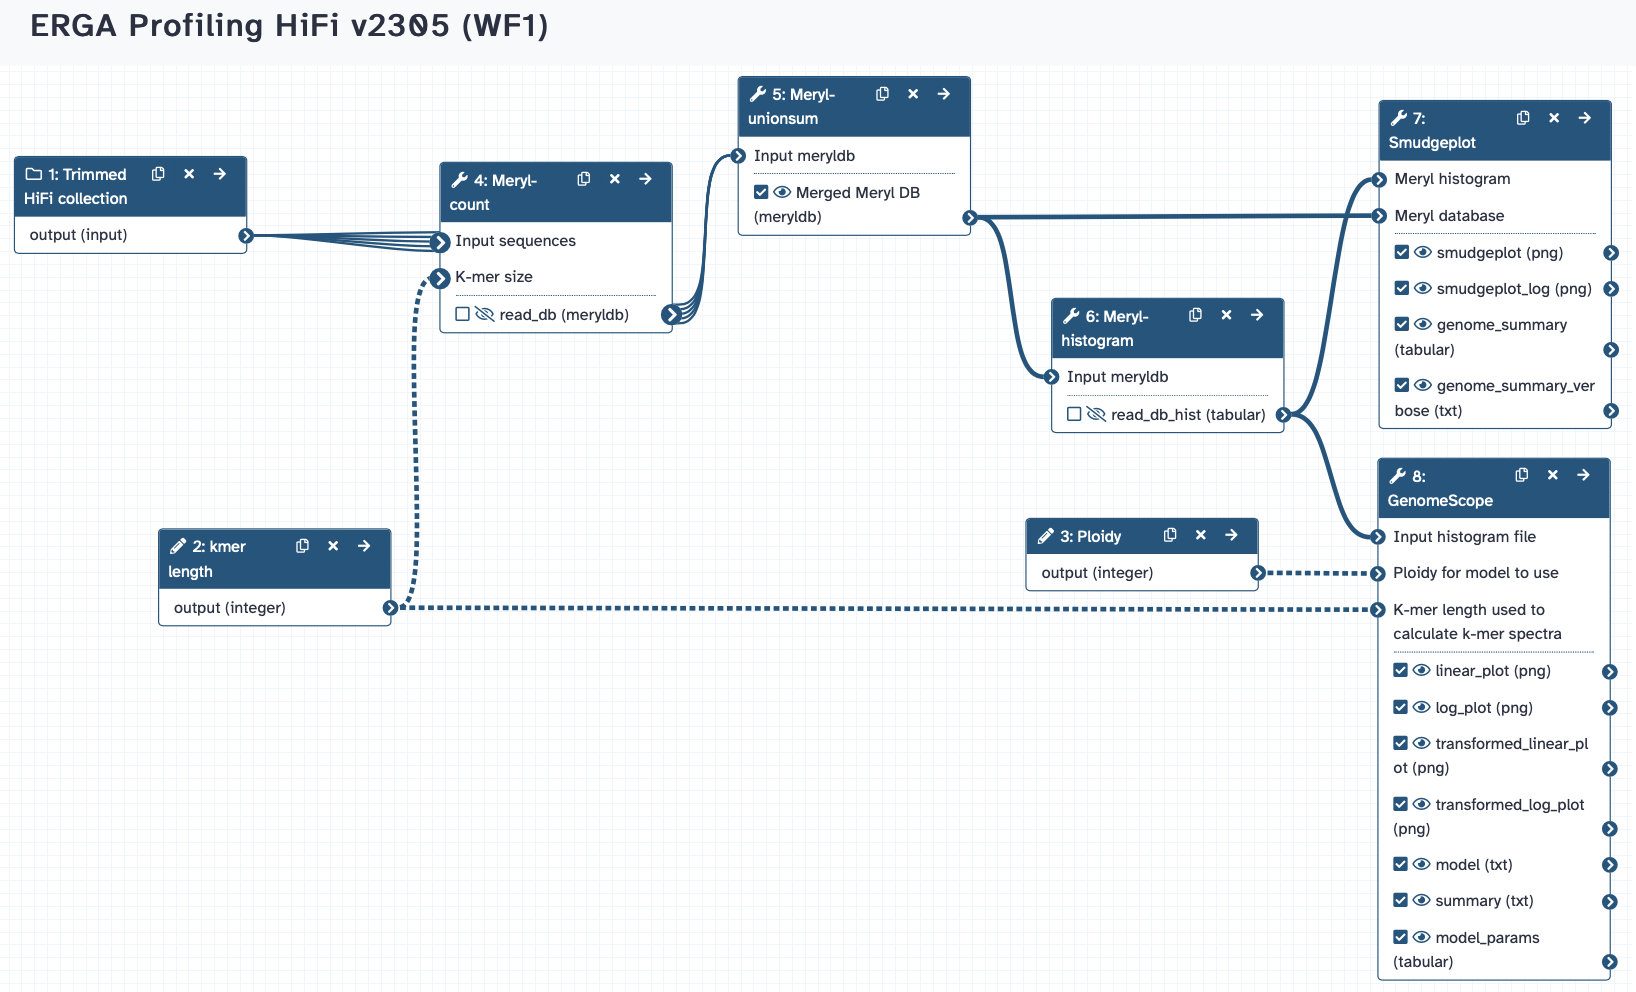 ERGA Profiling HiFi v2305 (WF1)
1: Trimmed
HiFi collection
output (input)
2: kmer
length
output (integer)
3: Ploidy
output (integer)
4: Meryl-
count
Input sequences
K-mer size
read_db (meryldb)
5: Meryl-
unionsum
Input meryldb
Merged Meryl DB
(meryldb)
6: Meryl-
histogram
Input meryldb
read_db_hist (tabular)
7:
Smudgeplot
Meryl histogram
Meryl database
smudgeplot (png)
smudgeplot_log (png)
genome_summary
(tabular)
genome_summary_ver
bose (txt)
8:
GenomeScope
Input histogram file
Ploidy for model to use
K-mer length used to
calculate k-mer spectra
linear_plot (png)
log_plot (png)
transformed_linear_pl
ot (png)
transformed_log_plot
(png)
model (txt)
summary (txt)
model_params
(tabular)